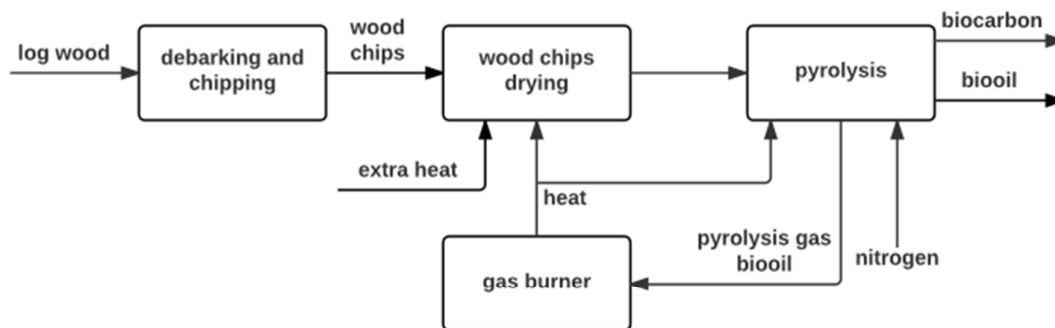 biocarbon
log wood
debarking and
chipping
wood
chips
wood chips
drying
pyrolysis
biooil
extra heat
heat
gas burner
pyrolysis gas
biooil
nitrogen